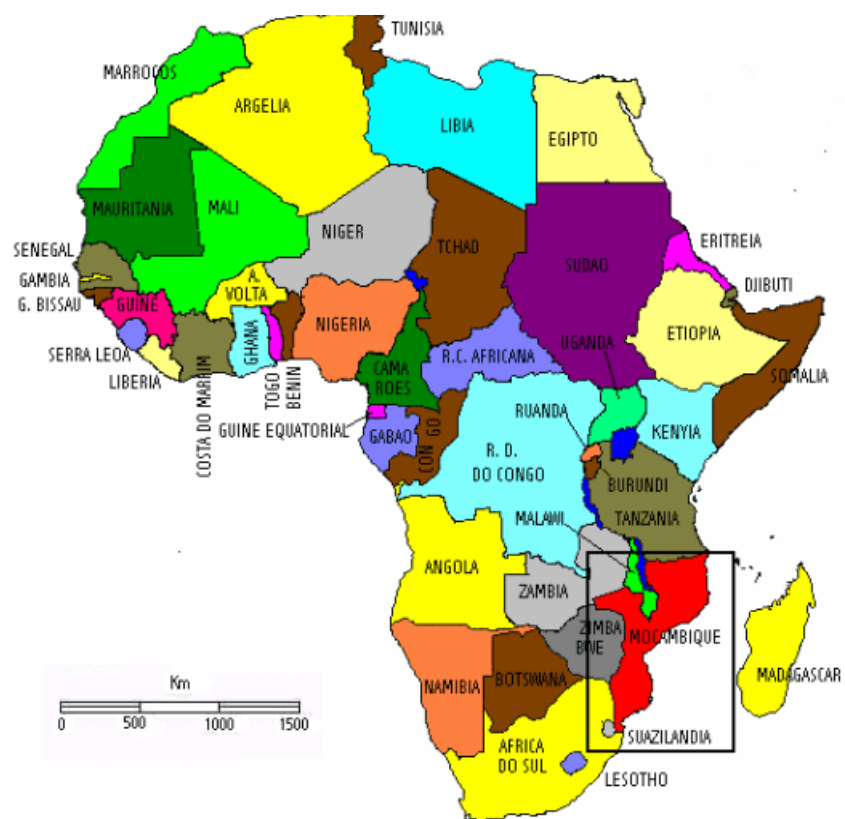 TUNISIA
MARROCOS
ARGELIA
LIBIA
EGIPTO
MAURITANIA
MALI
NIGER
TCHAD
SUDAO
ERITREIA
SENEGAL
GAMBIA
G. BISSAU
GUINE
A.
VOLTA
DJIBUTI
NIGERIA
GHANA
ETIOPIA
SERRA LEOA
LIBERIA
COSTA DO MARFIM
TOGO
BENIN
CAMA
ROES
R.C. AFRICANA
UGANDA
SOMALIA
GUINE EQUATORIAL
GABAO
CON GO
R. D.
DO CONGO
RUANDA
KENYIA
BURUNDI
TANZANIA
MALAWI
ANGOLA
ZAMBIA
ZIMBA
BWE
MOCAMBIQUE
MADAGASCAR
NAMIBIA
BOTSWANA
SUAZILANDIA
AFRICA
DO SUL
LESOTHO
Km
0 500 1000 1500